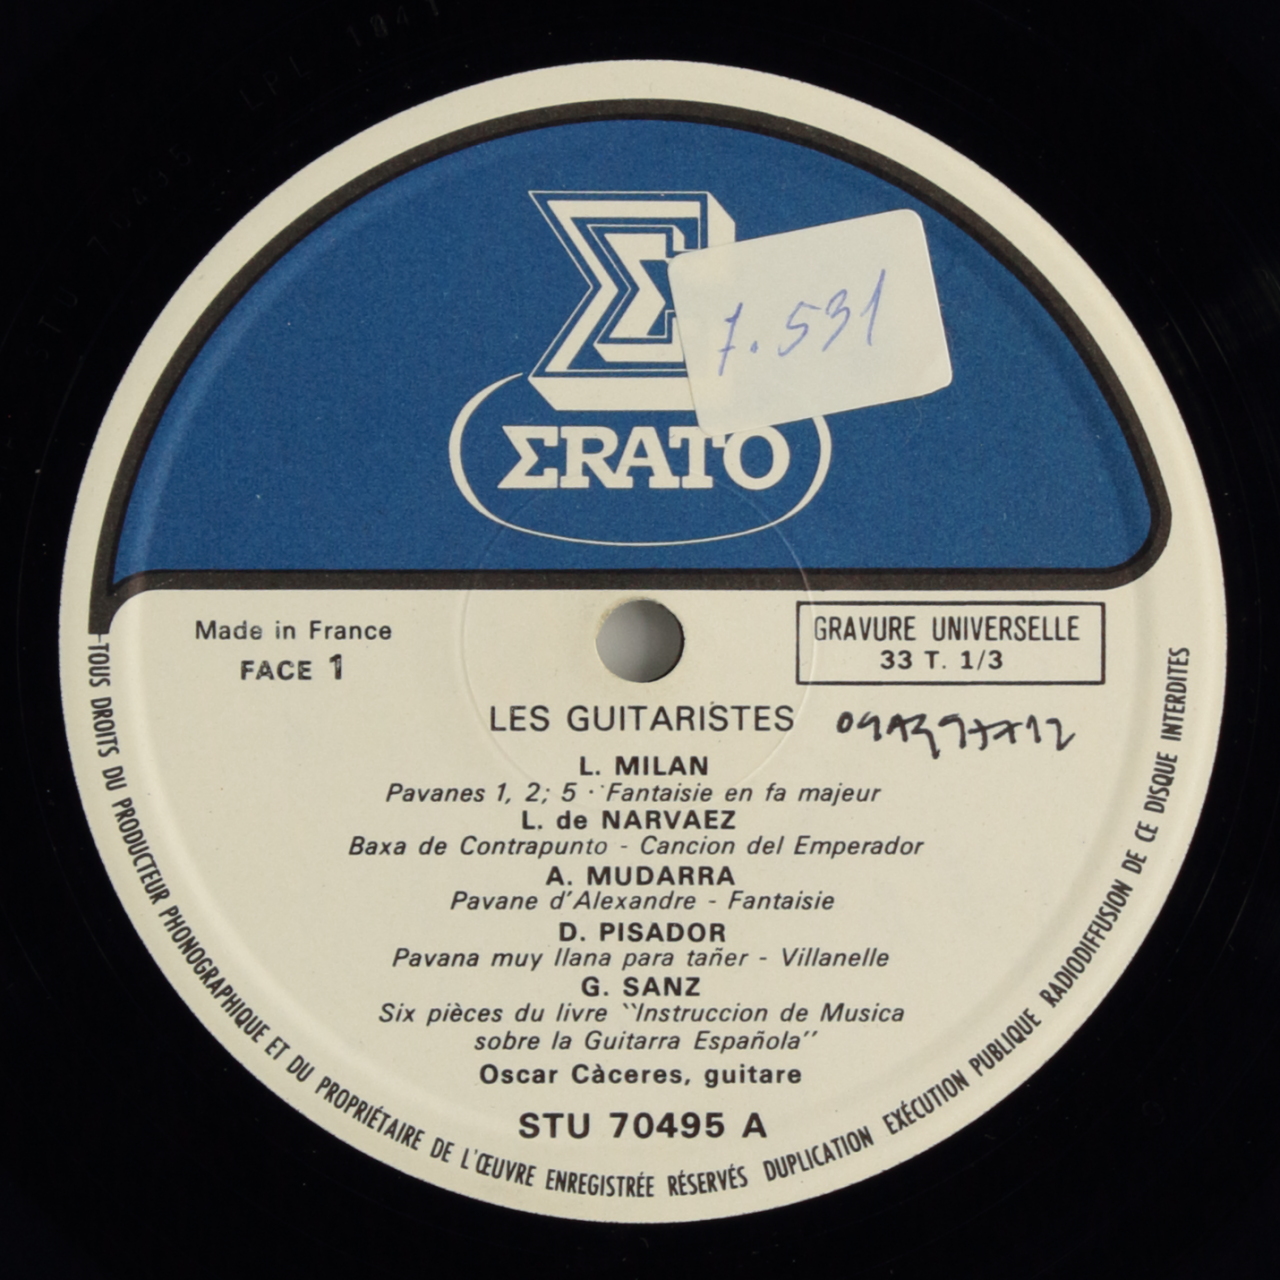 1.531
ΣRATO
Made in France
FACE 1
GRAVURE UNIVERSELLE
33 T. 1/3
LES GUITARISTES
L. MILAN
Pavanes 1, 2; 5 · Fantaisie en fa majeur
L. de NARVAEZ
Baxa de Contrapunto - Cancion del Emperador
A. MUDARRA
Pavane d'Alexandre - Fantaisie
D. PISADOR
Pavana muy llana para tañer - Villanelle
G. SANZ
Six pièces du livre "Instruccion de Musica
sobre la Guitarra Española"
Oscar Càceres, guitare
STU 70495 A
TOUS DROITS DU PRODUCTEUR PHONOGRAPHIQUE ET DU PROPRIÉTAIRE DE L'ŒUVRE ENREGISTRÉE RÉSERVÉS DUPLICATION EXÉCUTION PUBLIQUE RADIODIFFUSION DE CE DISQUE INTERDITES